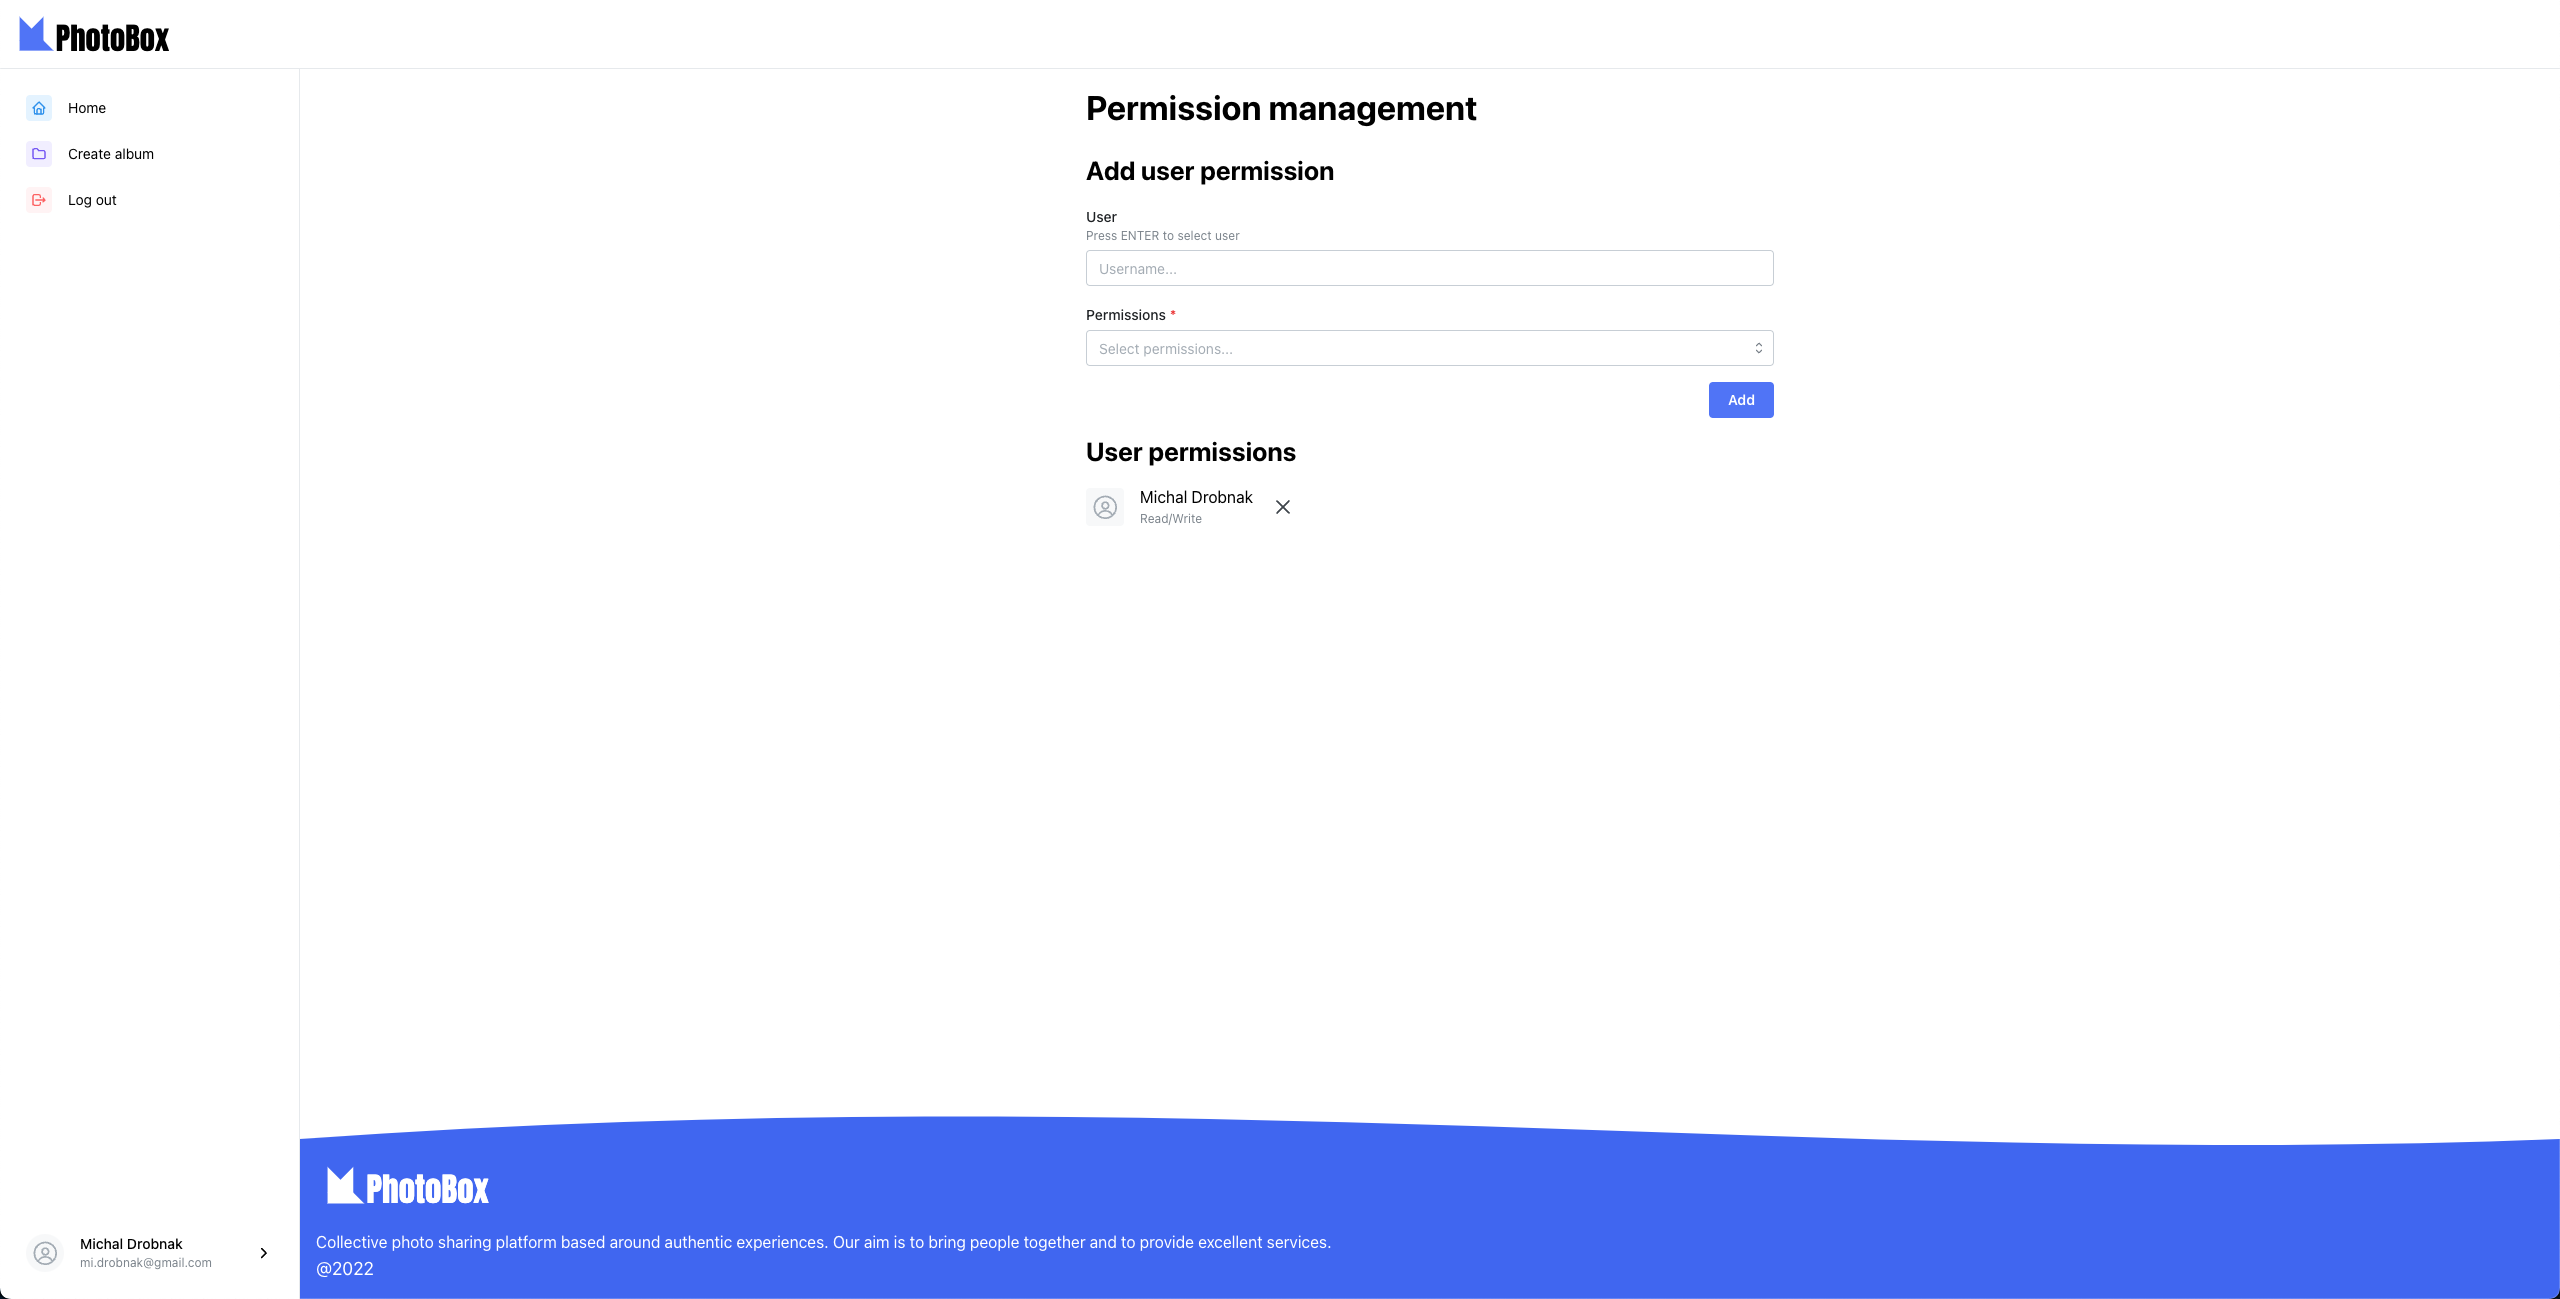 PhotoBox
Home
Create album
Log out
Permission management
Add user permission
User
Press ENTER to select user
Username...
Permissions *
Select permissions...
Add
User permissions
Michal Drobnak
Read/Write
Michal Drobnak
mi.drobnak@gmail.com
PhotoBox
Collective photo sharing platform based around authentic experiences. Our aim is to bring people together and to provide excellent services.
@2022